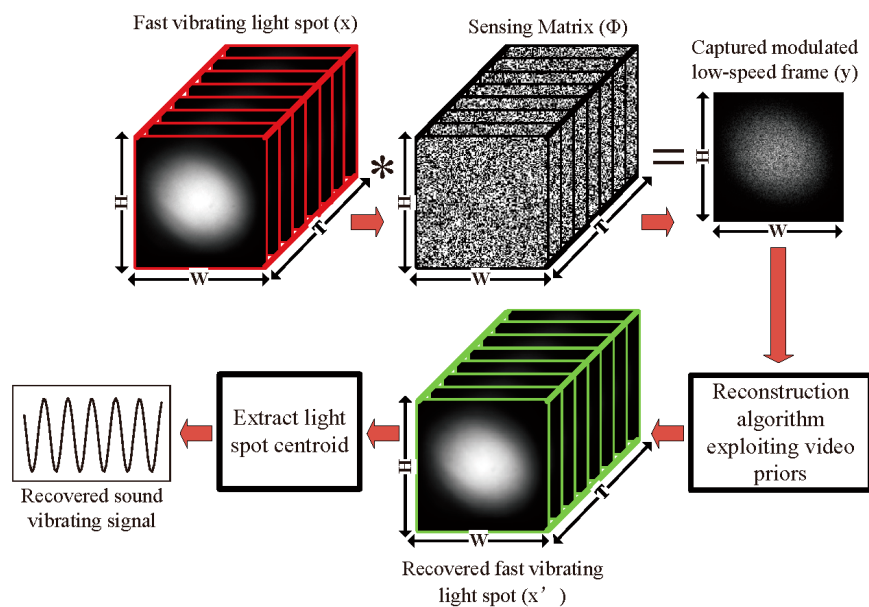 Fast vibrating light spot (x)
Sensing Matrix (Φ)
Captured modulated
low-speed frame (y)
H
W
T
*
H
W
T
=
H
W
Reconstruction
algorithm
exploiting video
priors
H
W
T
Recovered fast vibrating
light spot (x’)
Extract light
spot centroid
Recovered sound
vibrating signal